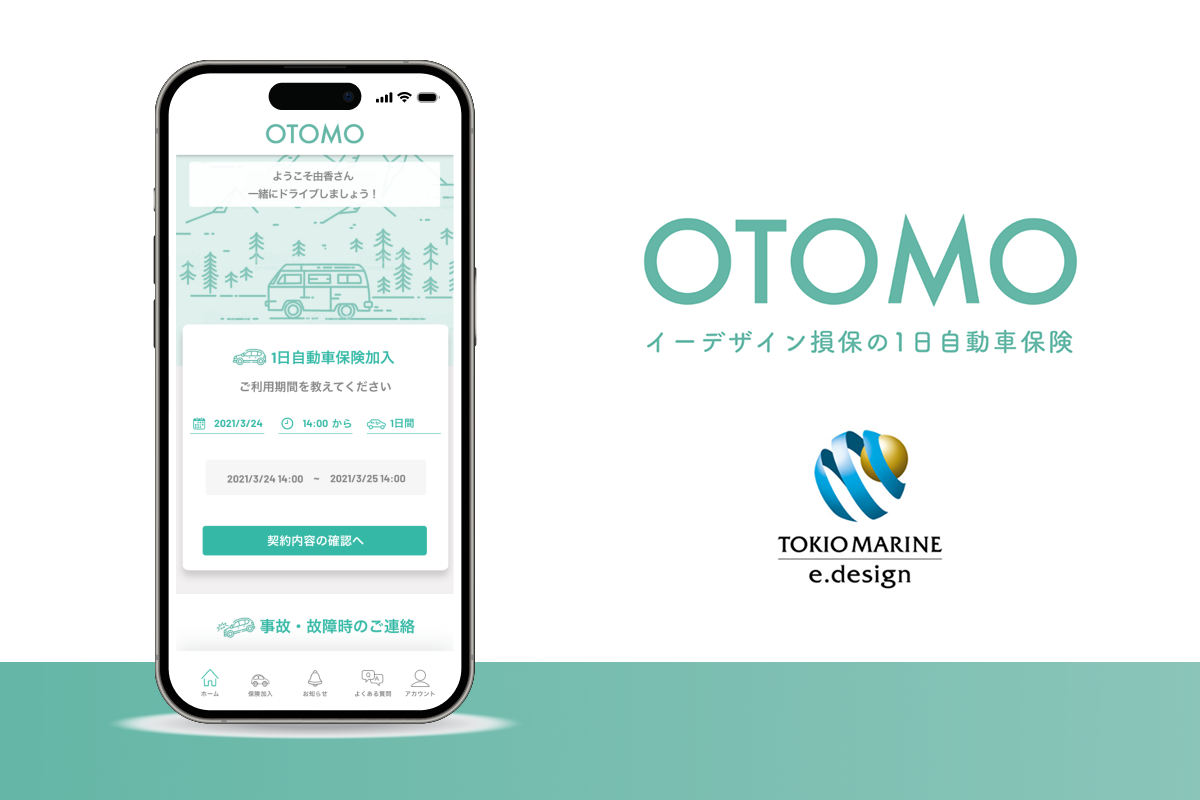 OTOMO
ようこそ由香さん
一緒にドライブしましょう！
1日自動車保険加入
ご利用期間を教えてください
2021/3/24 14:00 から 1日間
2021/3/24 14:00 ~ 2021/3/25 14:00
契約内容の確認へ
事故・故障時のご連絡
Q A
ホーム 保険加入 お知らせ よくある質問 アカウント
OTOMO
イーデザイン損保の1日自動車保険
TOKIO MARINE
e.design